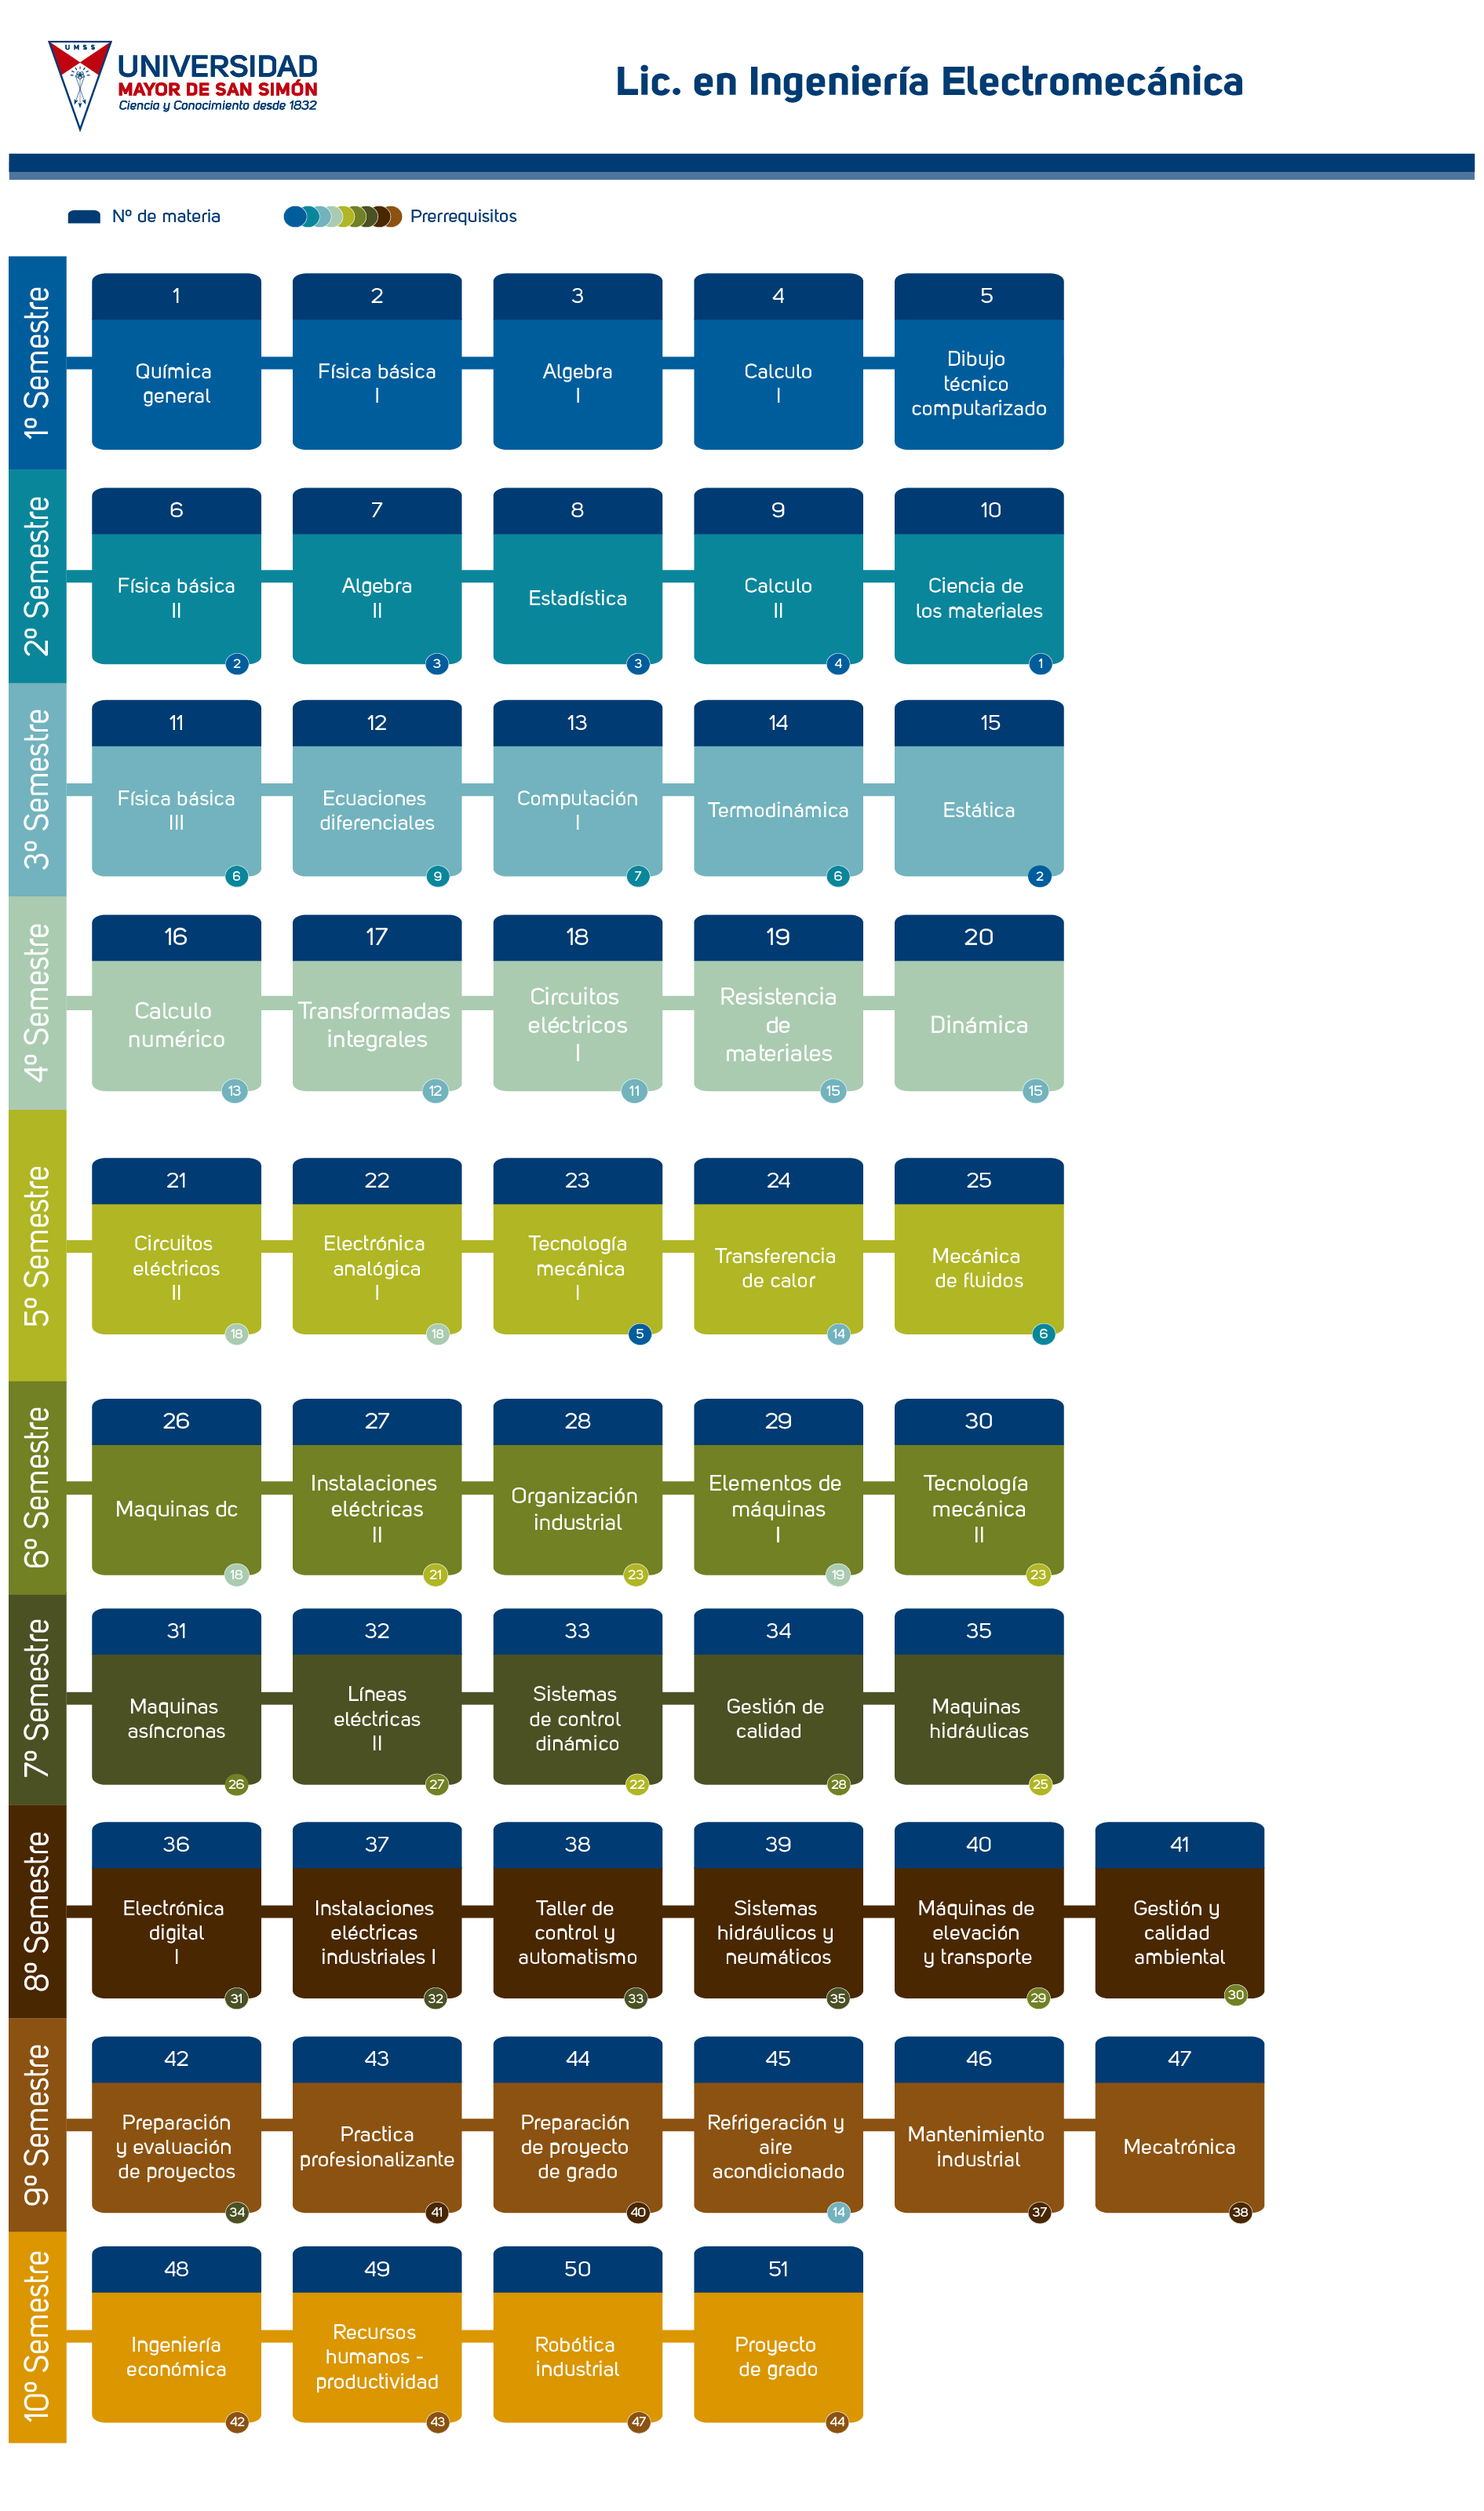 UMSS
UNIVERSIDAD
MAYOR DE SAN SIMÓN
Ciencia y Conocimiento desde 1832
Lic. en Ingeniería Electromecánica
Nº de materia
Prerrequisitos
1º Semestre
1
Química
general
2
Física básica
I
3
Algebra
I
4
Calculo
I
5
Dibujo
técnico
computarizado
2º Semestre
6
Física básica
II
2
7
Algebra
II
3
8
Estadística
3
9
Calculo
II
4
10
Ciencia de
los materiales
1
3º Semestre
11
Física básica
III
6
12
Ecuaciones
diferenciales
9
13
Computación
I
7
14
Termodinámica
6
15
Estática
2
4º Semestre
16
Calculo
numérico
13
17
Transformadas
integrales
12
18
Circuitos
eléctricos
I
11
19
Resistencia
de
materiales
15
20
Dinámica
15
5º Semestre
21
Circuitos
eléctricos
II
18
22
Electrónica
analógica
I
18
23
Tecnología
mecánica
I
5
24
Transferencia
de calor
14
25
Mecánica
de fluidos
6
6º Semestre
26
Maquinas dc
18
27
Instalaciones
eléctricas
II
21
28
Organización
industrial
23
29
Elementos de
máquinas
I
19
30
Tecnología
mecánica
II
23
7º Semestre
31
Maquinas
asíncronas
26
32
Líneas
eléctricas
II
27
33
Sistemas
de control
dinámico
22
34
Gestión de
calidad
28
35
Maquinas
hidráulicas
25
8º Semestre
36
Electrónica
digital
I
31
37
Instalaciones
eléctricas
industriales I
32
38
Taller de
control y
automatismo
33
39
Sistemas
hidráulicos y
neumáticos
35
40
Máquinas de
elevación
y transporte
29
41
Gestión y
calidad
ambiental
30
9º Semestre
42
Preparación
y evaluación
de proyectos
34
43
Practica
profesionalizante
41
44
Preparación
de proyecto
de grado
40
45
Refrigeración y
aire
acondicionado
14
46
Mantenimiento
industrial
37
47
Mecatrónica
38
10º Semestre
48
Ingeniería
económica
42
49
Recursos
humanos -
productividad
43
50
Robótica
industrial
47
51
Proyecto
de grado
44